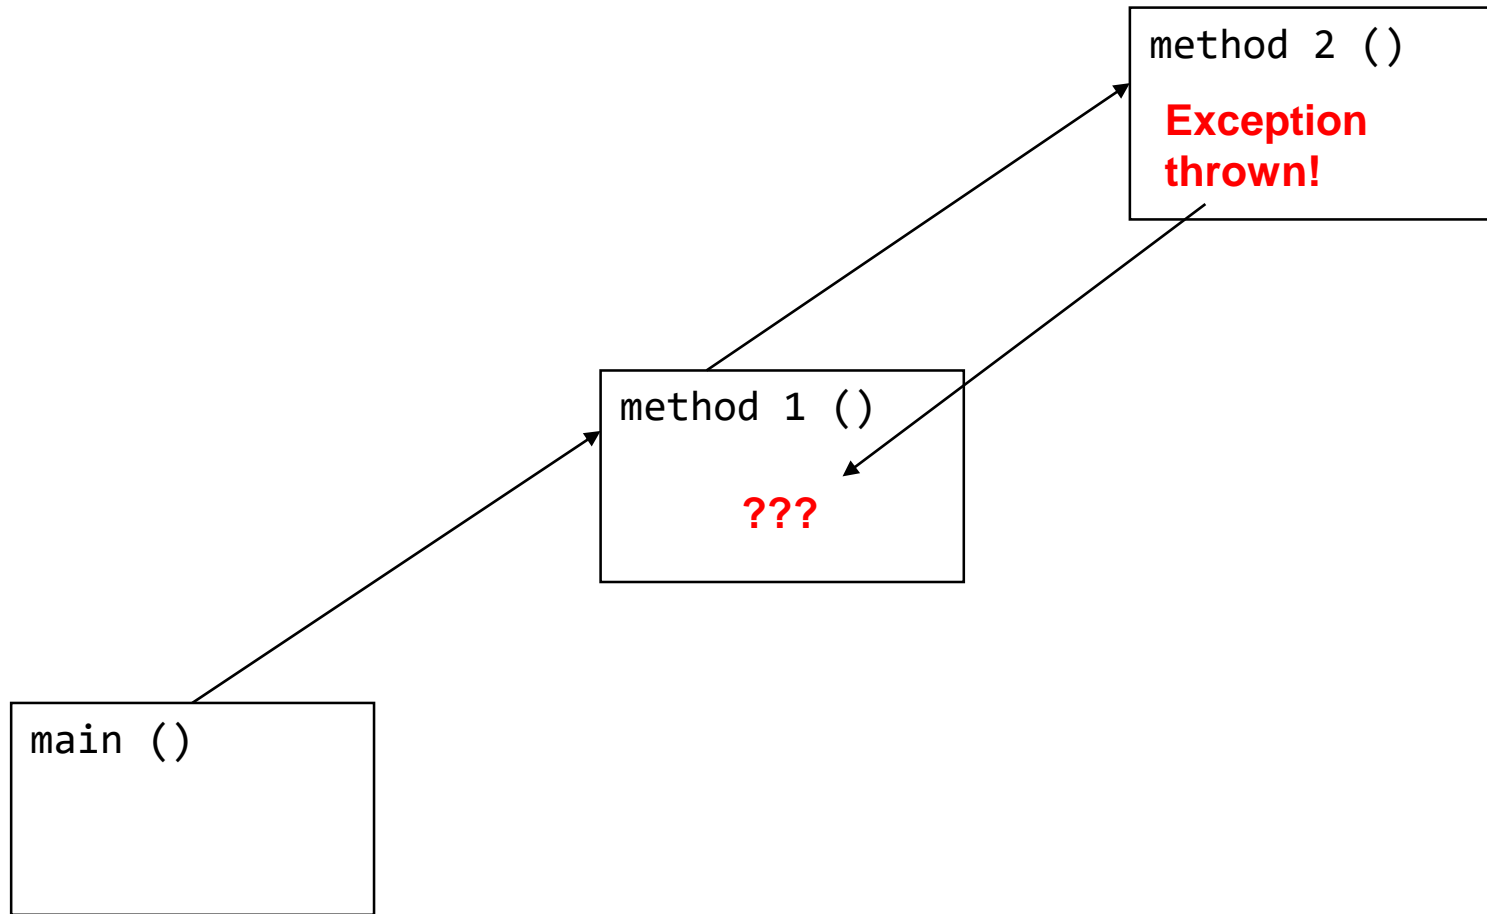 method 2 ()
Exception
thrown!
method 1 ()
???
main ()